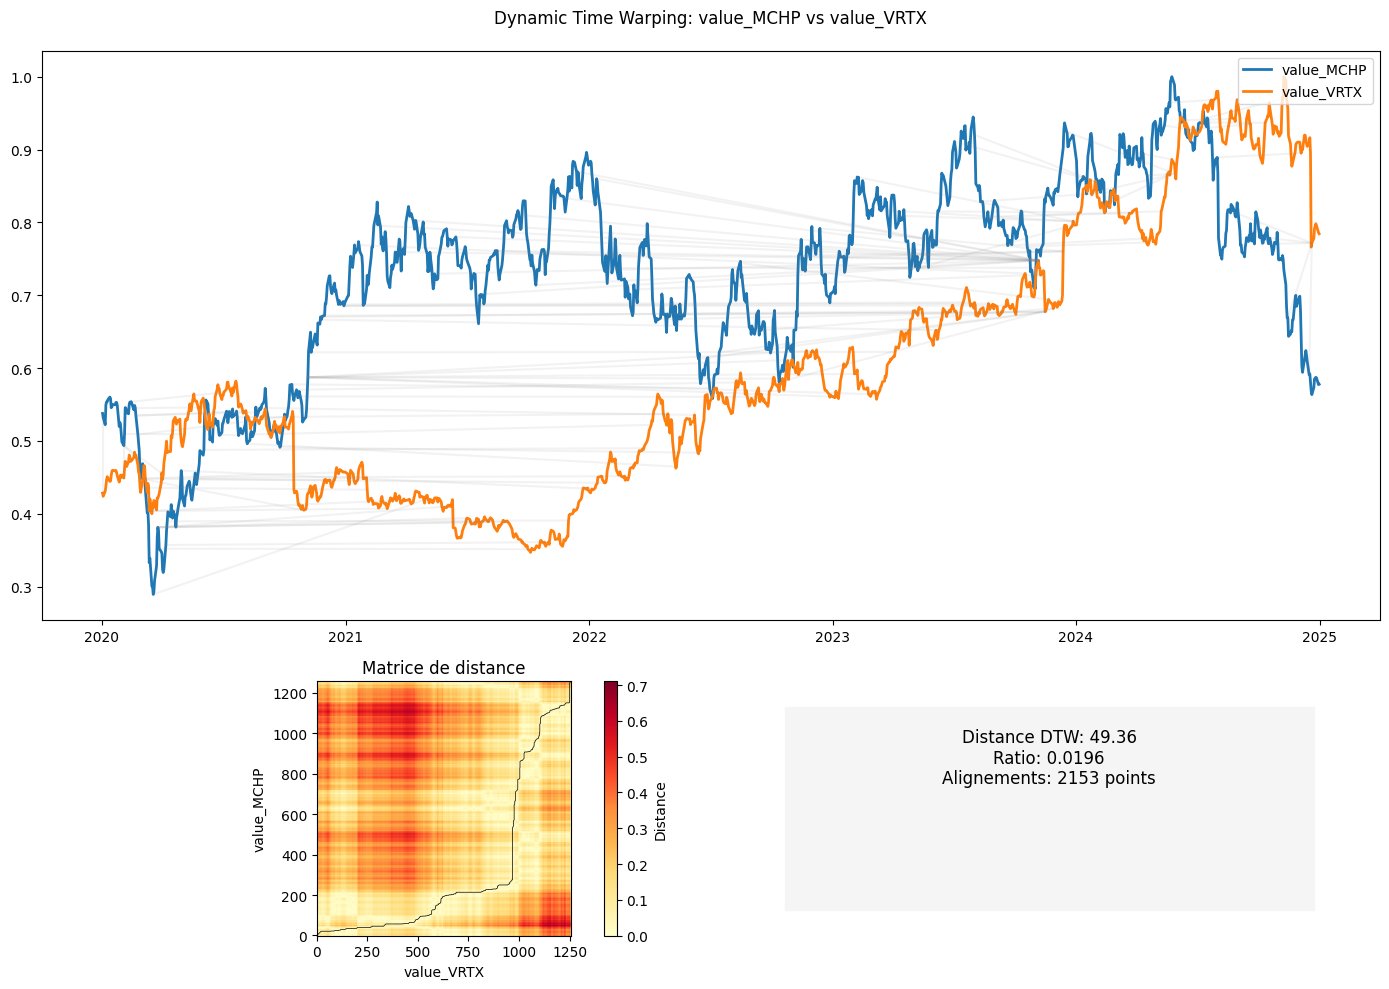 Dynamic Time Warping: value_MCHP vs value_VRTX
1.0
0.9
0.8
0.7
0.6
0.5
0.4
0.3
value_MCHP
value_VRTX
2020 2021 2022 2023 2024 2025
Matrice de distance
value_MCHP
1200
1000
800
600
400
200
0
0 250 500 750 1000 1250
value_VRTX
0.7
0.6
0.5
0.4
0.3
0.2
0.1
0.0
Distance
Distance DTW: 49.36
Ratio: 0.0196
Alignements: 2153 points